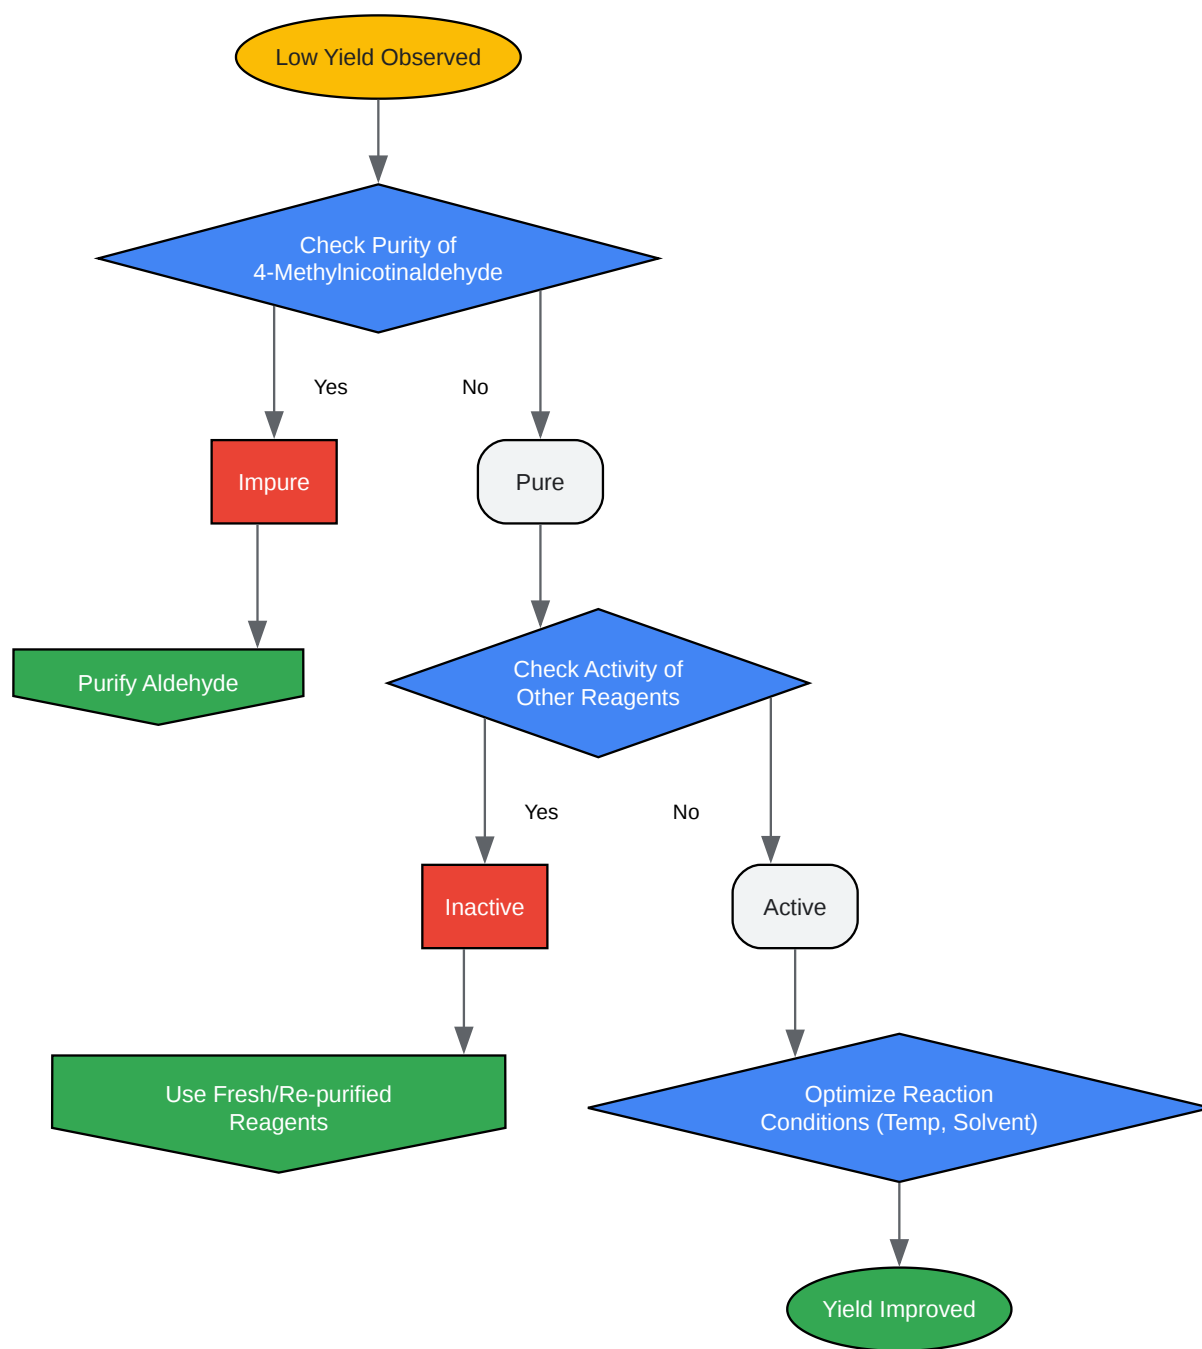 Low Yield Observed
Check Purity of
4-Methylnicotinaldehyde
Yes
No
Impure
Pure
Purify Aldehyde
Check Activity of
Other Reagents
Yes
No
Inactive
Active
Use Fresh/Re-purified
Reagents
Optimize Reaction
Conditions (Temp, Solvent)
Yield Improved